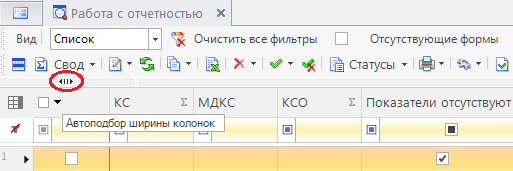 Работа с отчетностью
Вид Список Очистить все фильтры Отсутствующие формы
Свод Статусы
КС Σ МДКС КСО Σ Показатели отсутствуют
Автоподбор ширины колонок
1